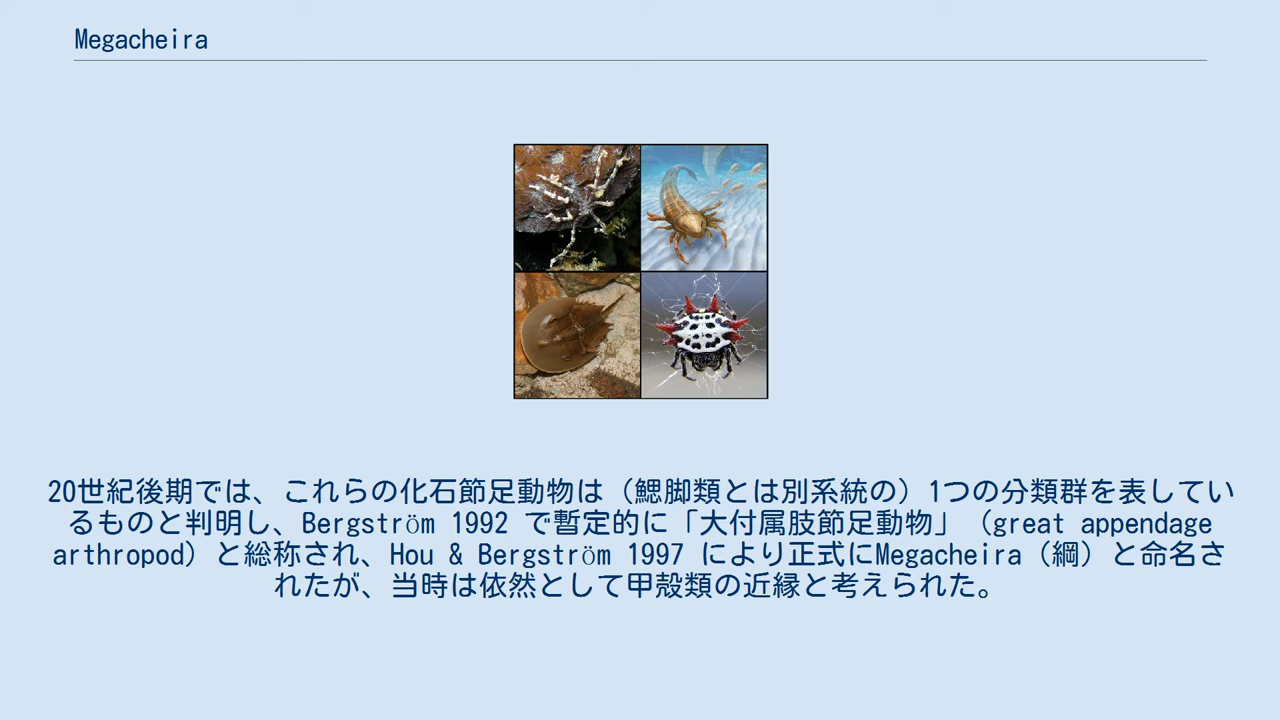 Megacheira
20世紀後期では、これらの化石節足動物は（鰓脚類とは別系統の）1つの分類群を表してい
るものと判明し、Bergström 1992 で暫定的に「大付属肢節足動物」（great appendage
arthropod）と総称され、Hou & Bergström 1997 により正式にMegacheira（綱）と命名さ
れたが、当時は依然として甲殻類の近縁と考えられた。